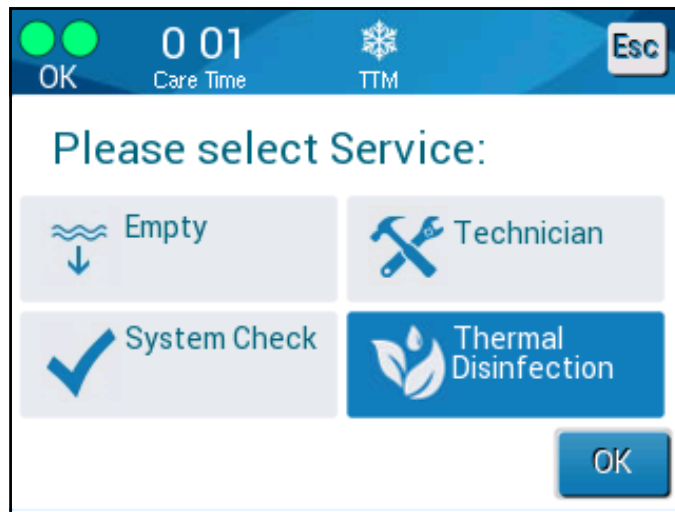 0 01
Esc
OK
Care Time
TTM
Please select Service:
Empty
Technician
System Check
Thermal
Disinfection
OK